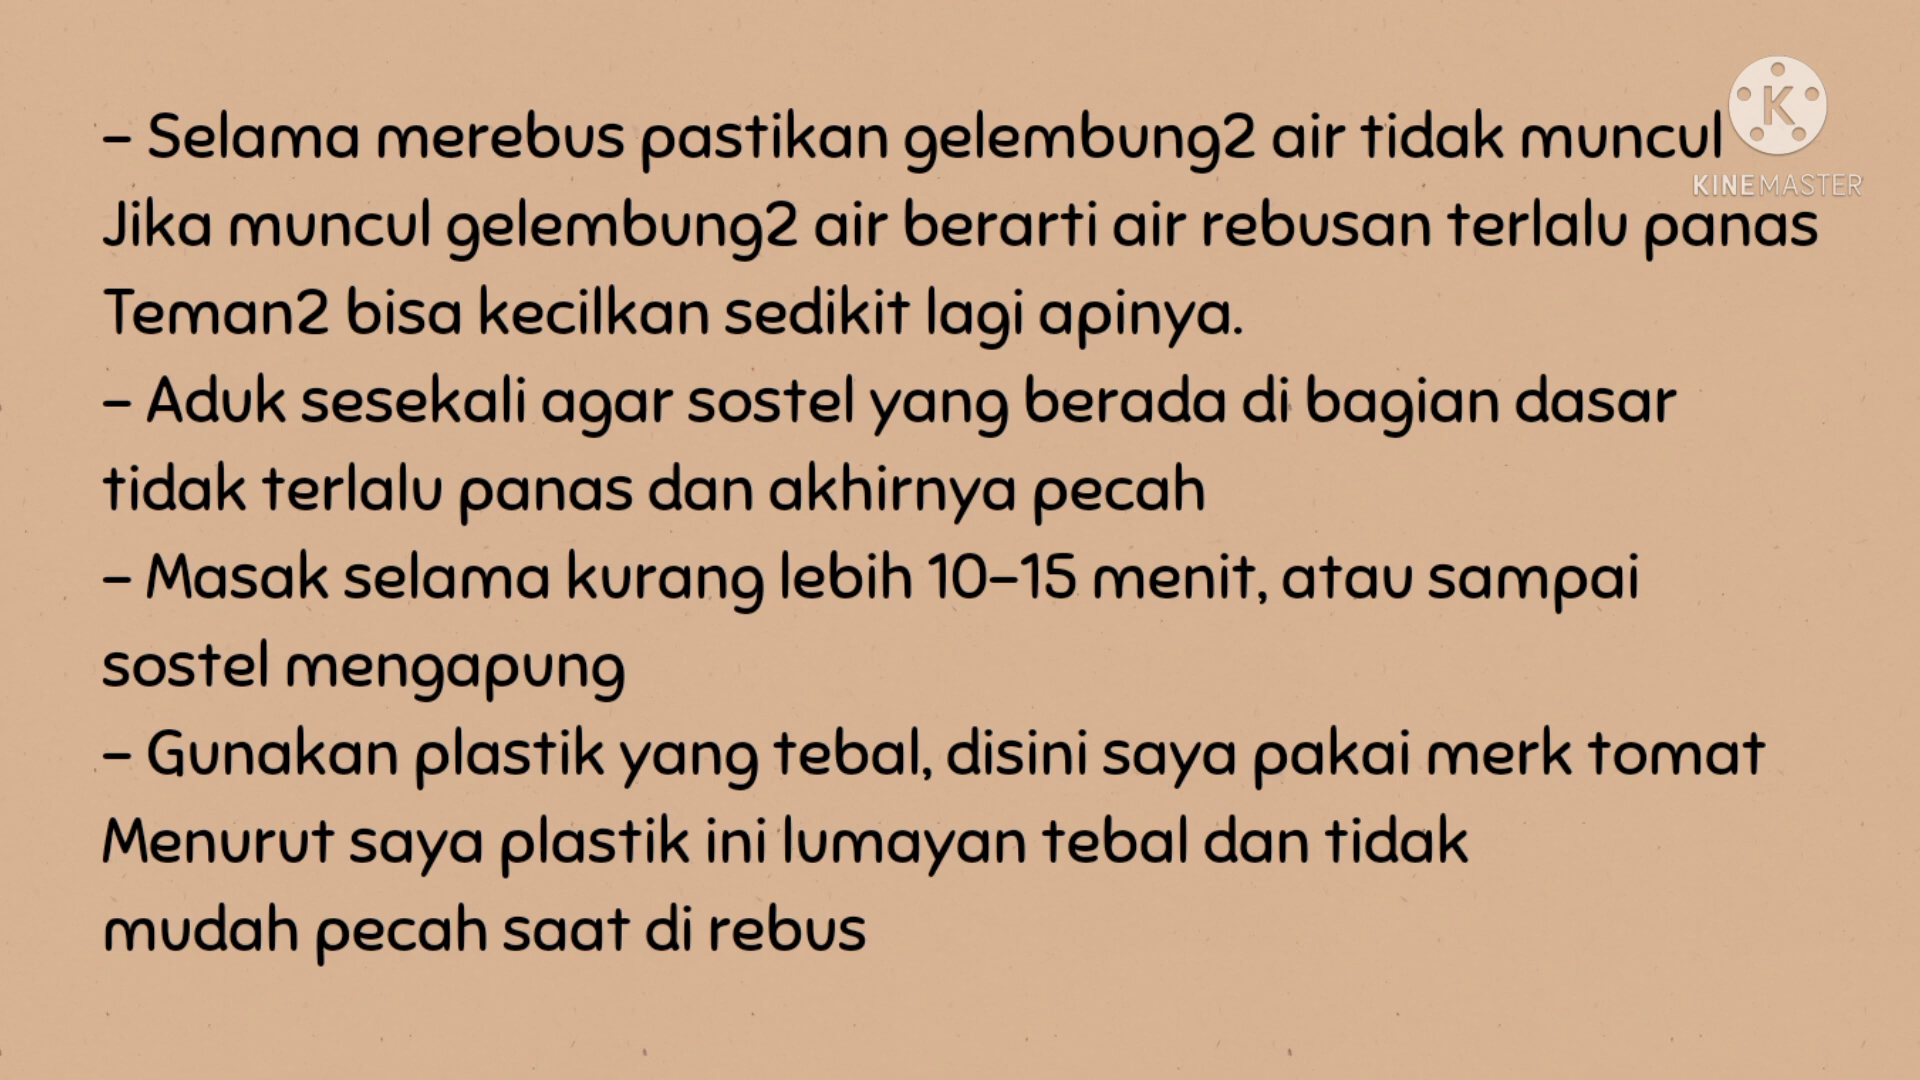 - Selama merebus pastikan gelembung2 air tidak muncul
Jika muncul gelembung2 air berarti air rebusan terlalu panas
Teman2 bisa kecilkan sedikit lagi apinya.
- Aduk sesekali agar sostel yang berada di bagian dasar
tidak terlalu panas dan akhirnya pecah
- Masak selama kurang lebih 10-15 menit, atau sampai
sostel mengapung
- Gunakan plastik yang tebal, disini saya pakai merk tomat
Menurut saya plastik ini lumayan tebal dan tidak
mudah pecah saat di rebus
K
KINEMASTER